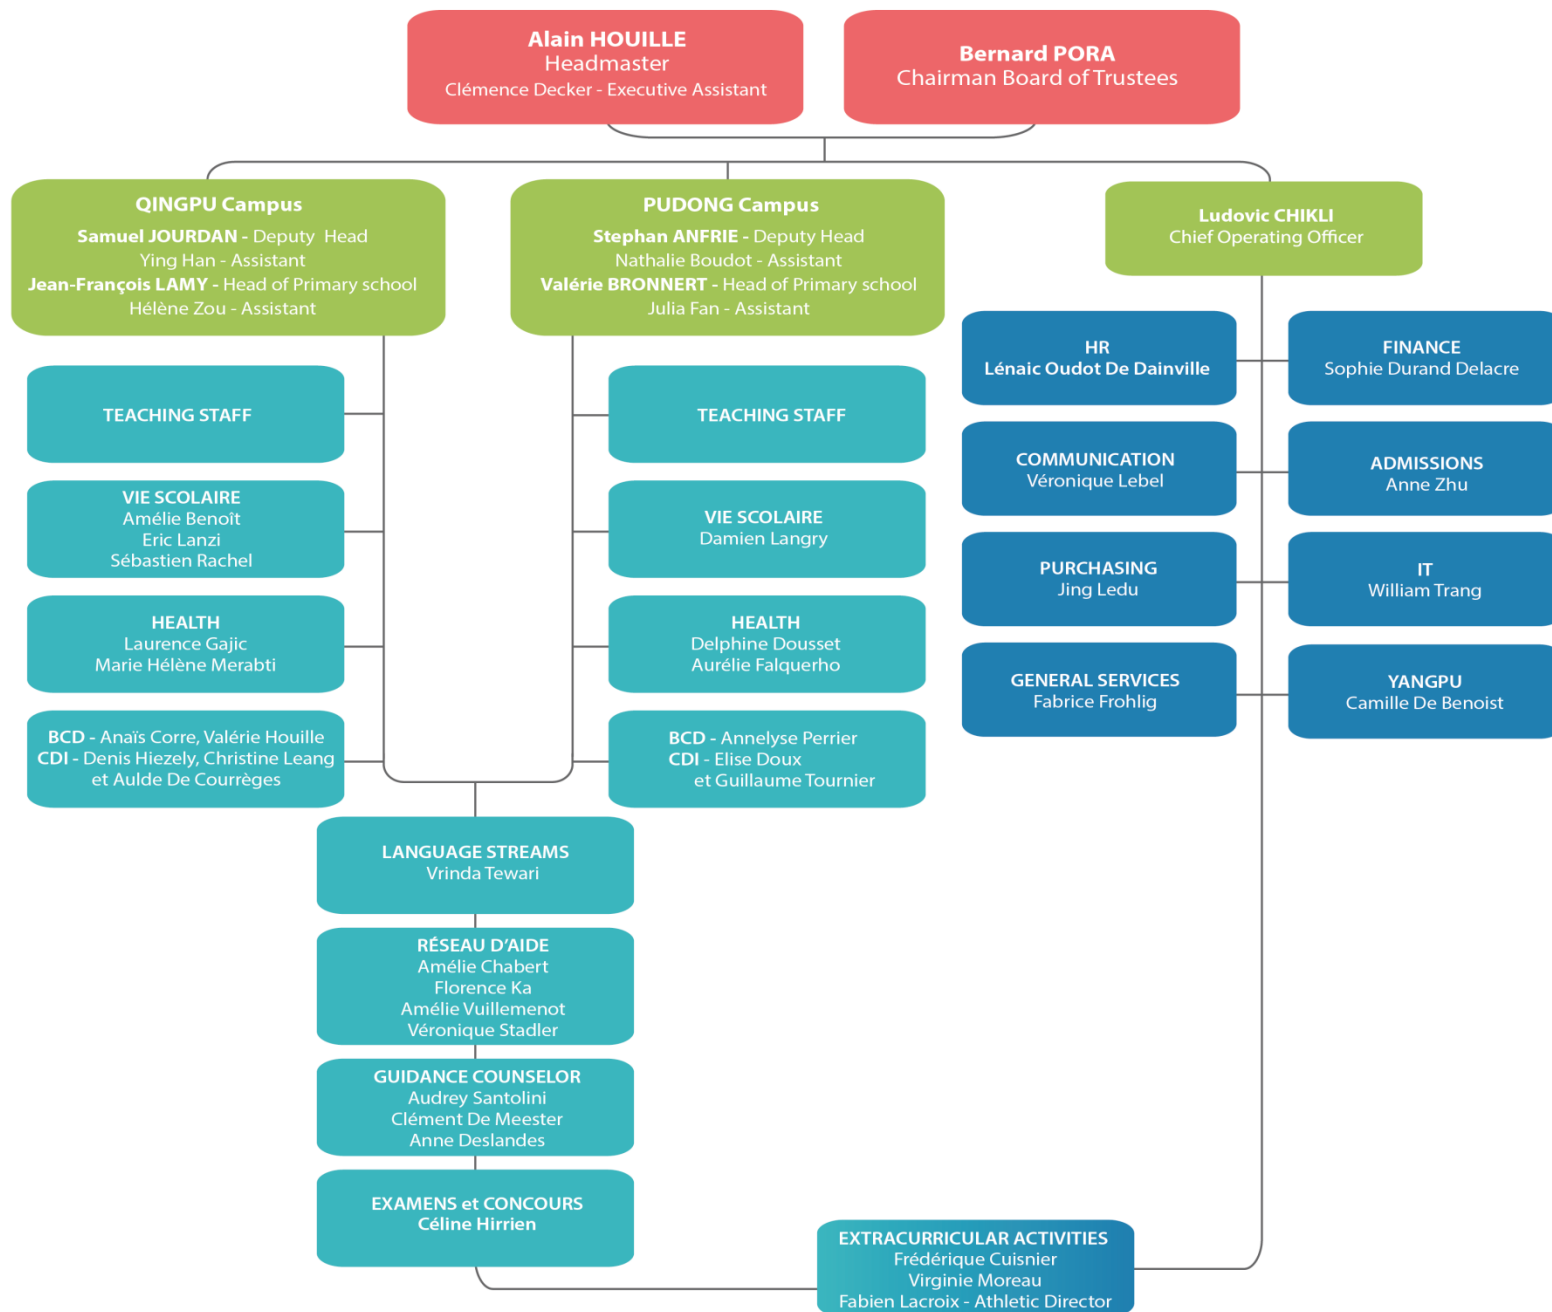 Alain HOUILLE
Headmaster
Clémence Decker - Executive Assistant
Bernard PORA
Chairman Board of Trustees
QINGPU Campus
Samuel JOURDAN - Deputy Head
Ying Han - Assistant
Jean-François LAMY - Head of Primary school
Hélène Zou - Assistant
PUDONG Campus
Stephan ANFRIE - Deputy Head
Nathalie Boudot - Assistant
Valérie BRONNERT - Head of Primary school
Julia Fan - Assistant
Ludovic CHIKLI
Chief Operating Officer
TEACHING STAFF
VIE SCOLAIRE
Amélie Benoît
Eric Lanzi
Sébastien Rachel
HEALTH
Laurence Gajic
Marie Hélène Merabti
BCD - Anaïs Corre, Valérie Houille
CDI - Denis Hiezely, Christine Leang
et Aulde De Courrèges
TEACHING STAFF
VIE SCOLAIRE
Damien Langry
HEALTH
Delphine Dousset
Aurélie Falquerho
BCD - Annelyse Perrier
CDI - Elise Doux
et Guillaume Tournier
HR
Lénaic Oudot De Dainville
FINANCE
Sophie Durand Delacre
COMMUNICATION
Véronique Lebel
ADMISSIONS
Anne Zhu
PURCHASING
Jing Ledu
IT
William Trang
GENERAL SERVICES
Fabrice Frohlig
YANGPU
Camille De Benoist
LANGUAGE STREAMS
Vrinda Tewari
RÉSEAU D'AIDE
Amélie Chabert
Florence Ka
Amélie Vuillemenot
Véronique Stadler
GUIDANCE COUNSELOR
Audrey Santolini
Clément De Meester
Anne Deslandes
EXAMENS et CONCOURS
Céline Hirrien
EXTRACURRICULAR ACTIVITIES
Frédérique Cuisnier
Virginie Moreau
Fabien Lacroix - Athletic Director